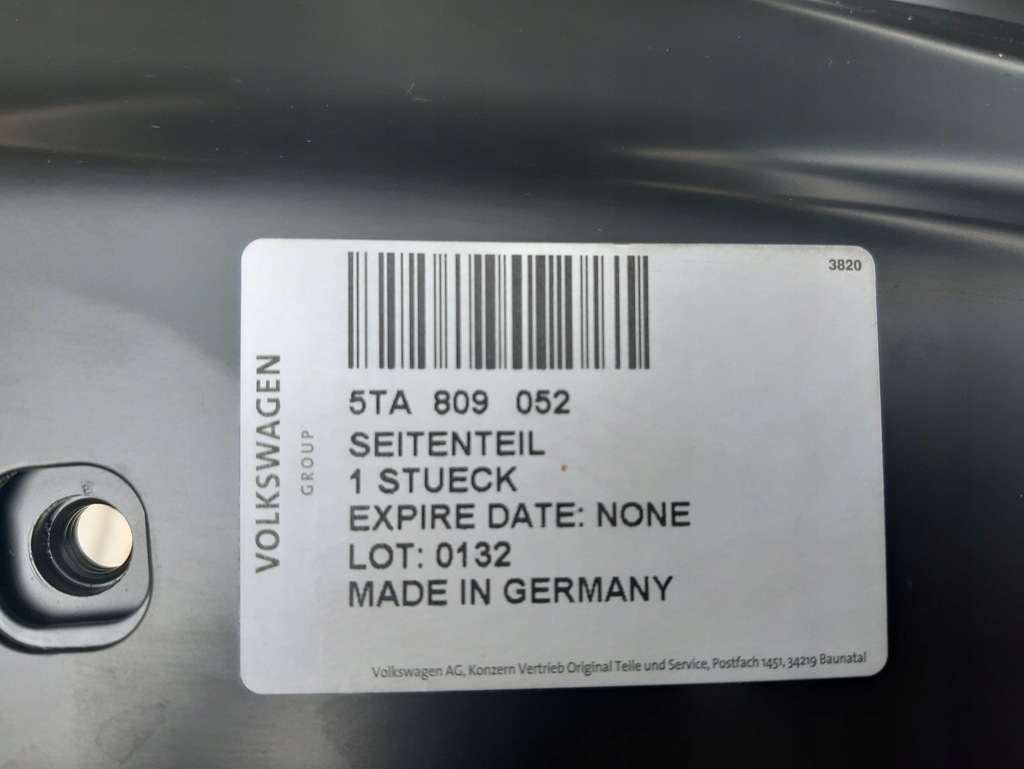 3820
VOLKSWAGEN
GROUP
5TA 809 052
SEITENTEIL
1 STUECK
EXPIRE DATE: NONE
LOT: 0132
MADE IN GERMANY
Volkswagen AG, Konzern Vertrieb Original Teile und Service, Postfach 1451, 34219 Baunatal